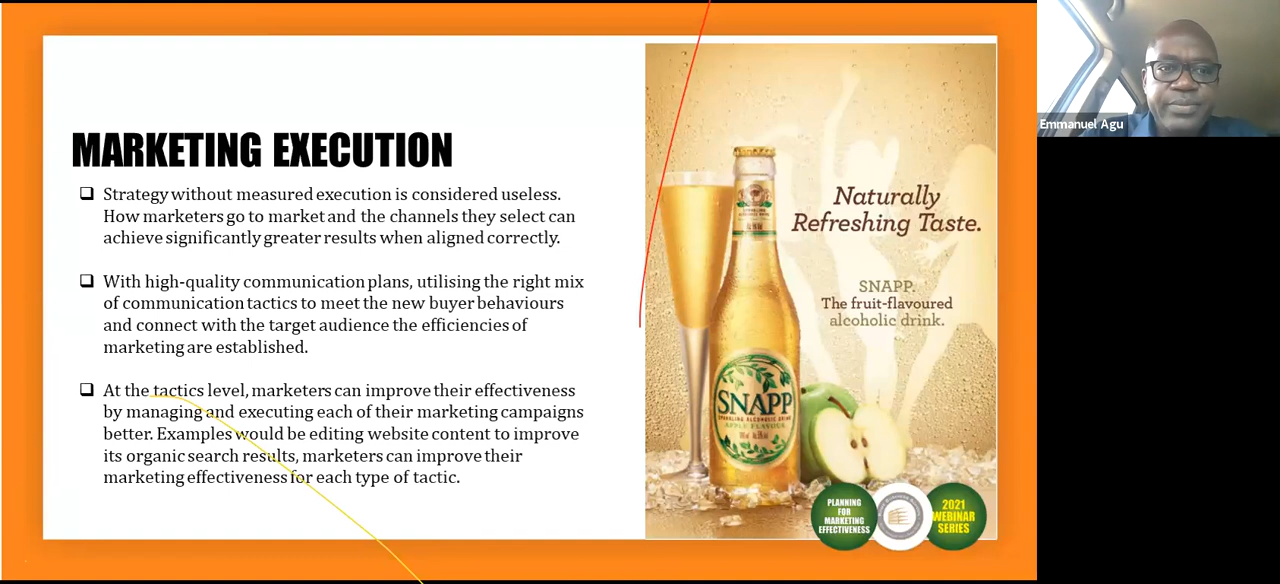 MARKETING EXECUTION
Strategy without measured execution is considered useless.
How marketers go to market and the channels they select can
achieve significantly greater results when aligned correctly.
With high-quality communication plans, utilising the right mix
of communication tactics to meet the new buyer behaviours
and connect with the target audience the efficiencies of
marketing are established.
At the tactics level, marketers can improve their effectiveness
by managing and executing each of their marketing campaigns
better. Examples would be editing website content to improve
its organic search results, marketers can improve their
marketing effectiveness for each type of tactic.
Naturally
Refreshing Taste.
SNAPP.
The fruit-flavoured
alcoholic drink.
SNAPP
SPARKLING ALCOHOLIC DRINK
APPLE FLAVOUR
PLANNING
FOR
MARKETING
EFFECTIVENESS
2021
WEBINAR
SERIES
Emmanuel Agu